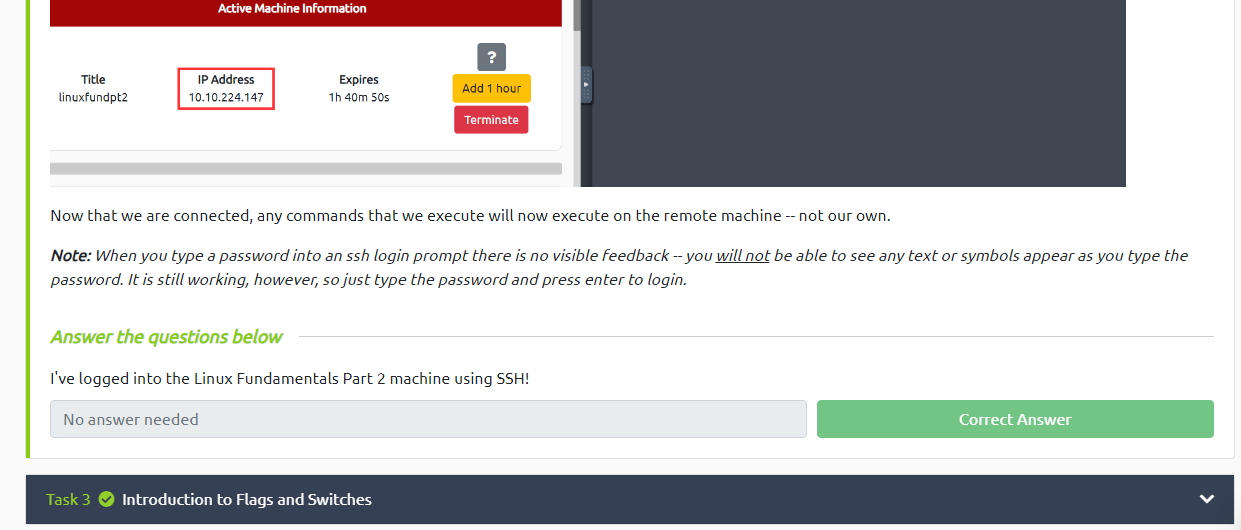 Active Machine Information
?
Title IP Address Expires Add 1 hour
linuxfundpt2 10.10.224.147 1h 40m 50s
Terminate
Now that we are connected, any commands that we execute will now execute on the remote machine -- not our own.
Note: When you type a password into an ssh login prompt there is no visible feedback -- you will not be able to see any text or symbols appear as you type the
password. It is still working, however, so just type the password and press enter to login.
Answer the questions below
I've logged into the Linux Fundamentals Part 2 machine using SSH!
No answer needed Correct Answer
Task 3 Introduction to Flags and Switches